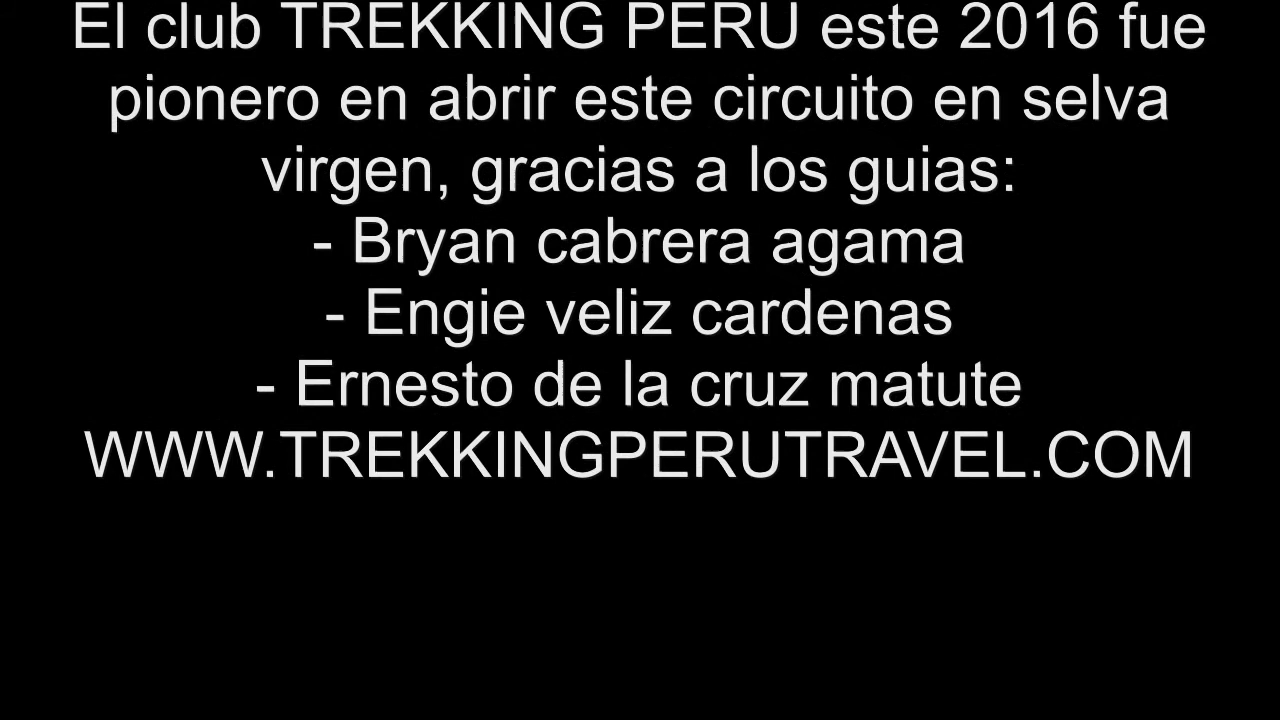 El club TREKKING PERU este 2016 fue
pionero en abrir este circuito en selva
virgen, gracias a los guias:
- Bryan cabrera agama
- Engie veliz cardenas
- Ernesto de la cruz matute
WWW.TREKKINGPERUTRAVEL.COM